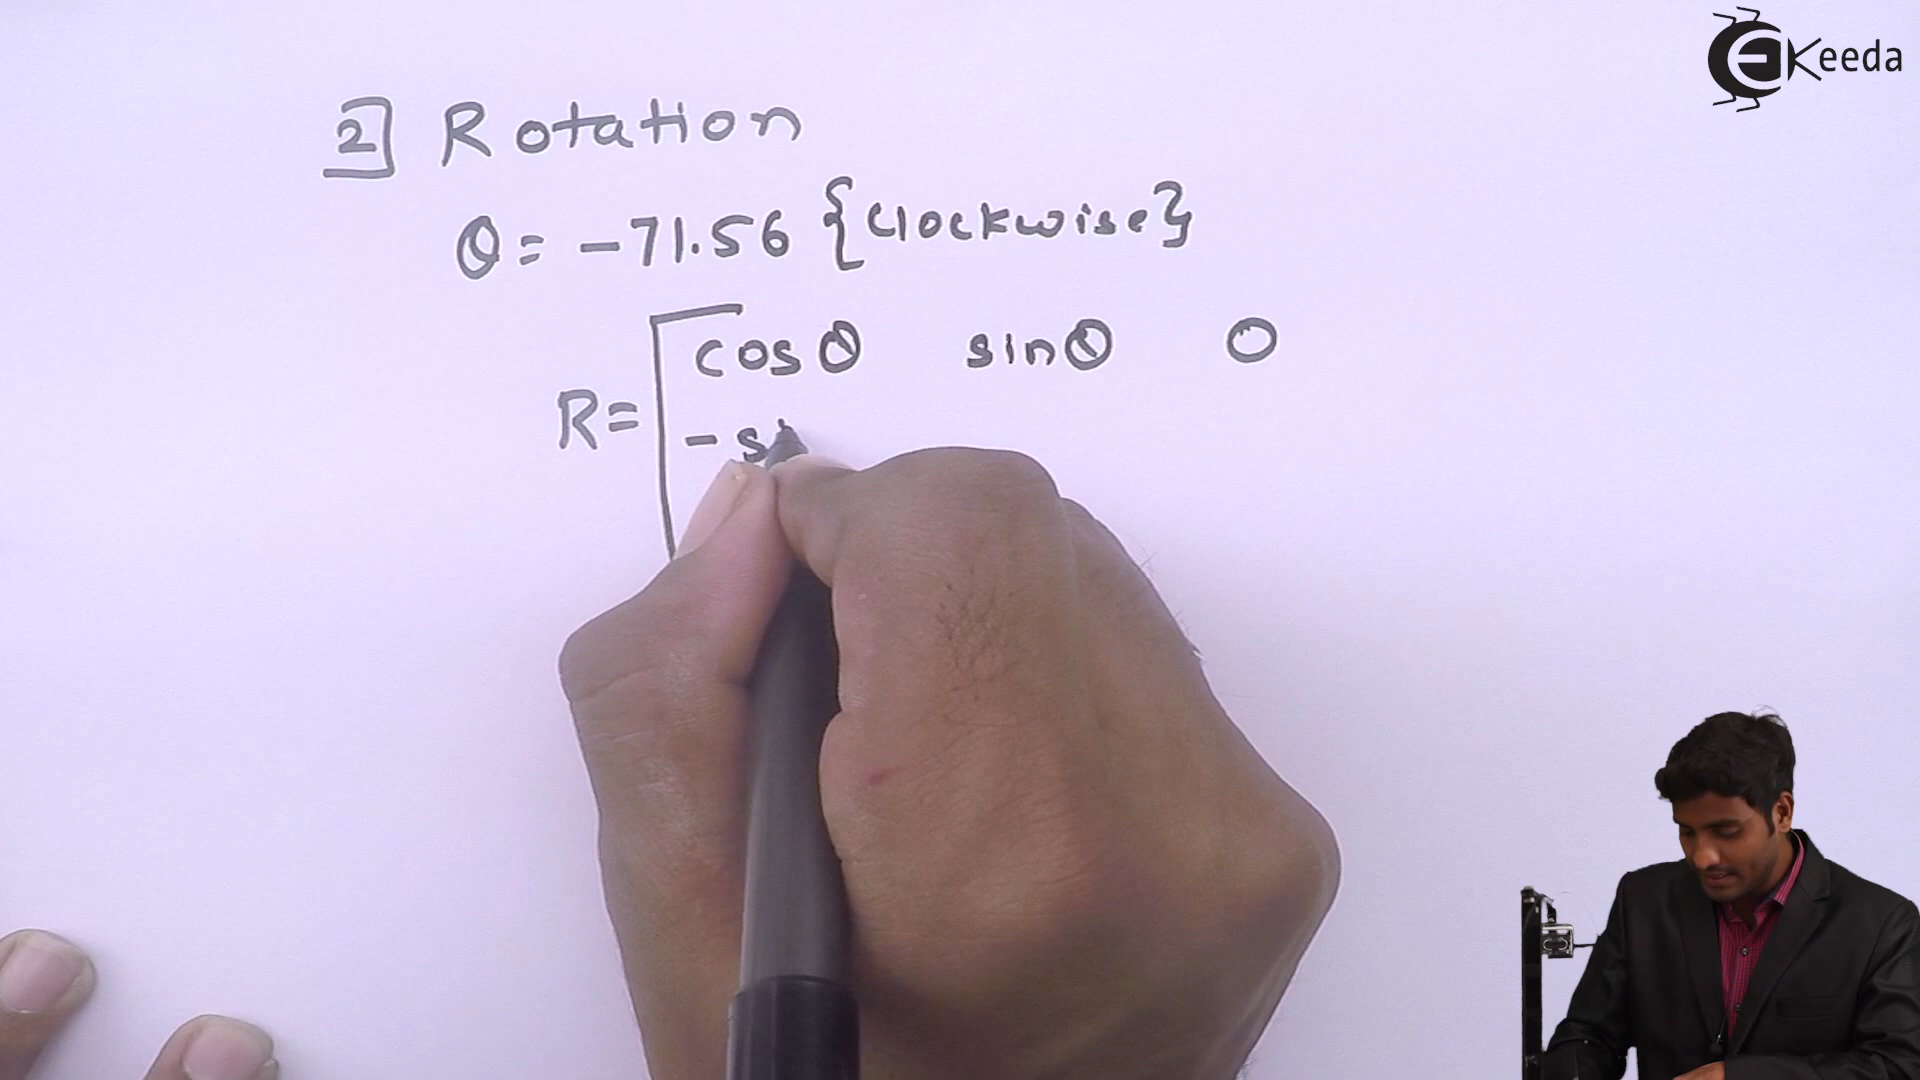 Keeda
2] Rotation
θ = -71.56 {clockwise}
cosθ sinθ 0
R =
- s